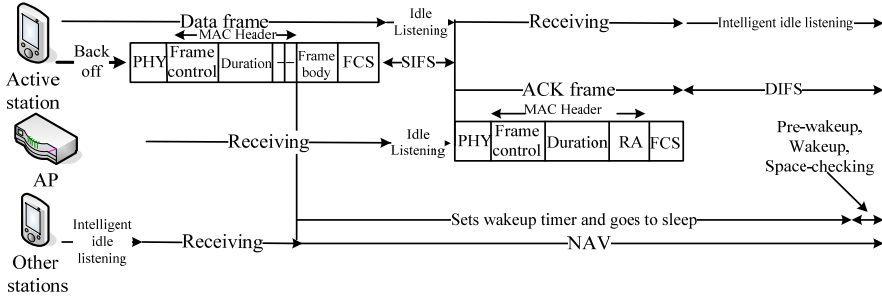 Data frame
Idle
Listening
Receiving
Intelligent idle listening
MAC Header
Active
station
Back
off
PHY
Frame
control
Duration
Frame
body
FCS
SIFS
ACK frame
DIFS
MAC Header
AP
Receiving
Idle
Listening
PHY
Frame
control
Duration
RA
FCS
Pre-wakeup,
Wakeup,
Space-checking
Sets wakeup timer and goes to sleep
Other
stations
Intelligent
idle
listening
Receiving
NAV